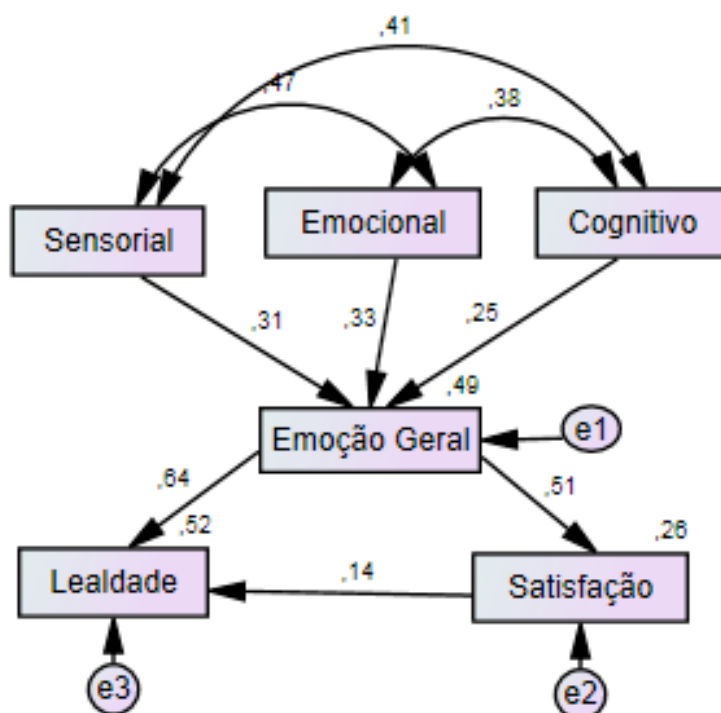 ,41
,47
,38
Sensorial
Emocional
Cognitivo
,31
,33
,25
,49
Emoção Geral
e1
,64
,51
,52
,26
Lealdade
,14
Satisfação
e3
e2